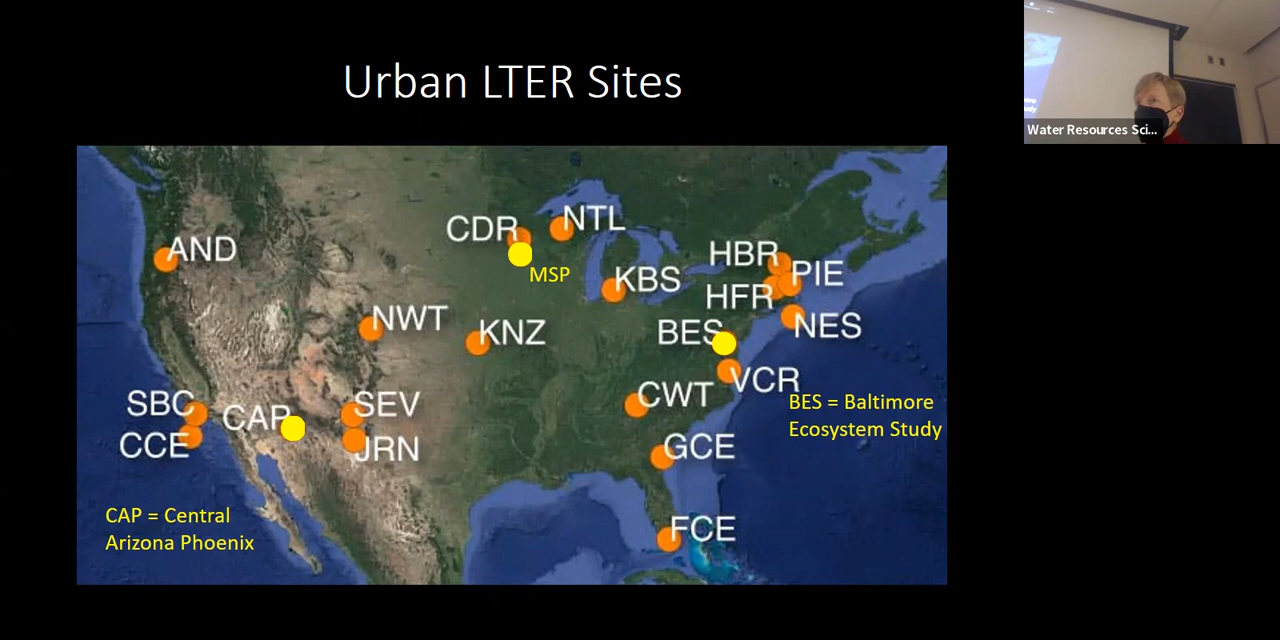 Urban LTER Sites
Water Resources Sci...
AND
CDR
NTL
MSP
KBS
HBR
PIE
HFR
NES
NWT
KNZ
BES
VCR
SBC
CCE
CAP
SEV
JRN
CWT
GCE
FCE
BES = Baltimore
Ecosystem Study
CAP = Central
Arizona Phoenix